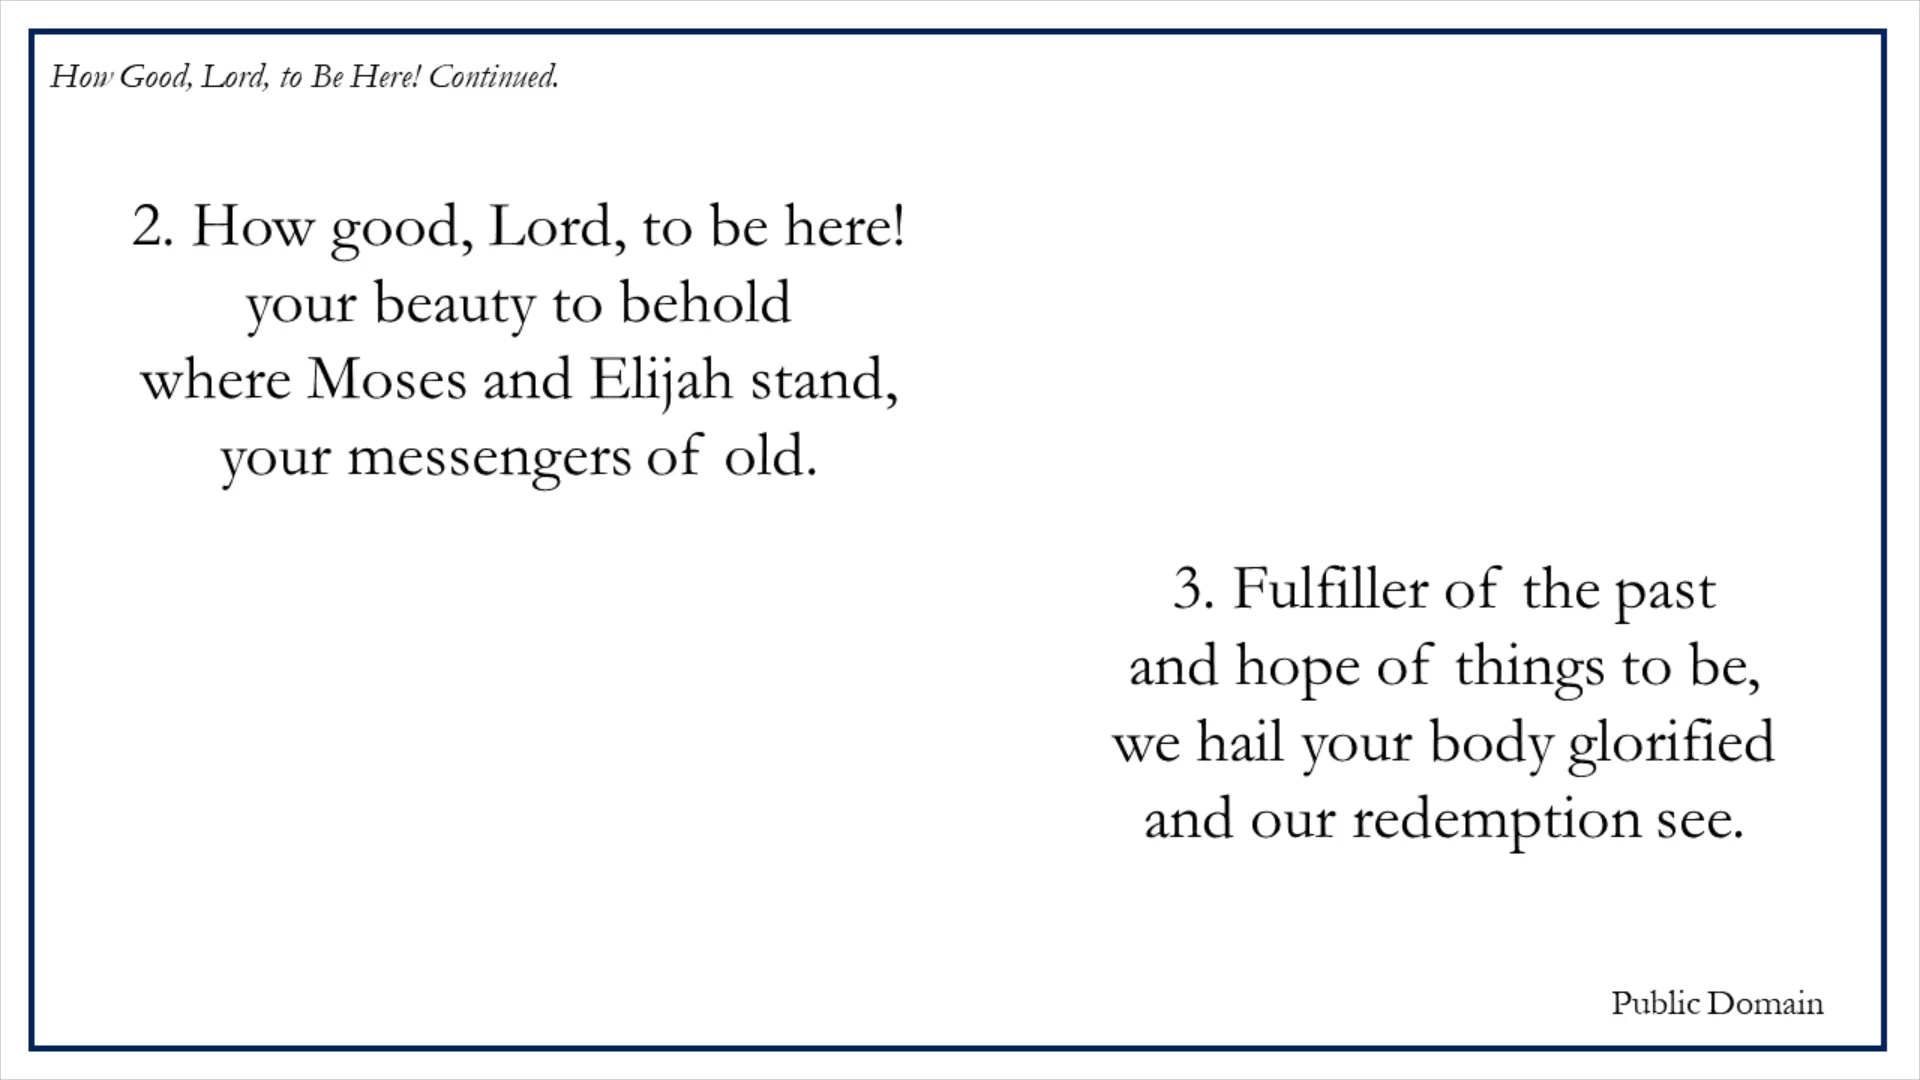 How Good, Lord, to Be Here! Continued.
2. How good, Lord, to be here!
your beauty to behold
where Moses and Elijah stand,
your messengers of old.
3. Fulfiller of the past
and hope of things to be,
we hail your body glorified
and our redemption see.
Public Domain